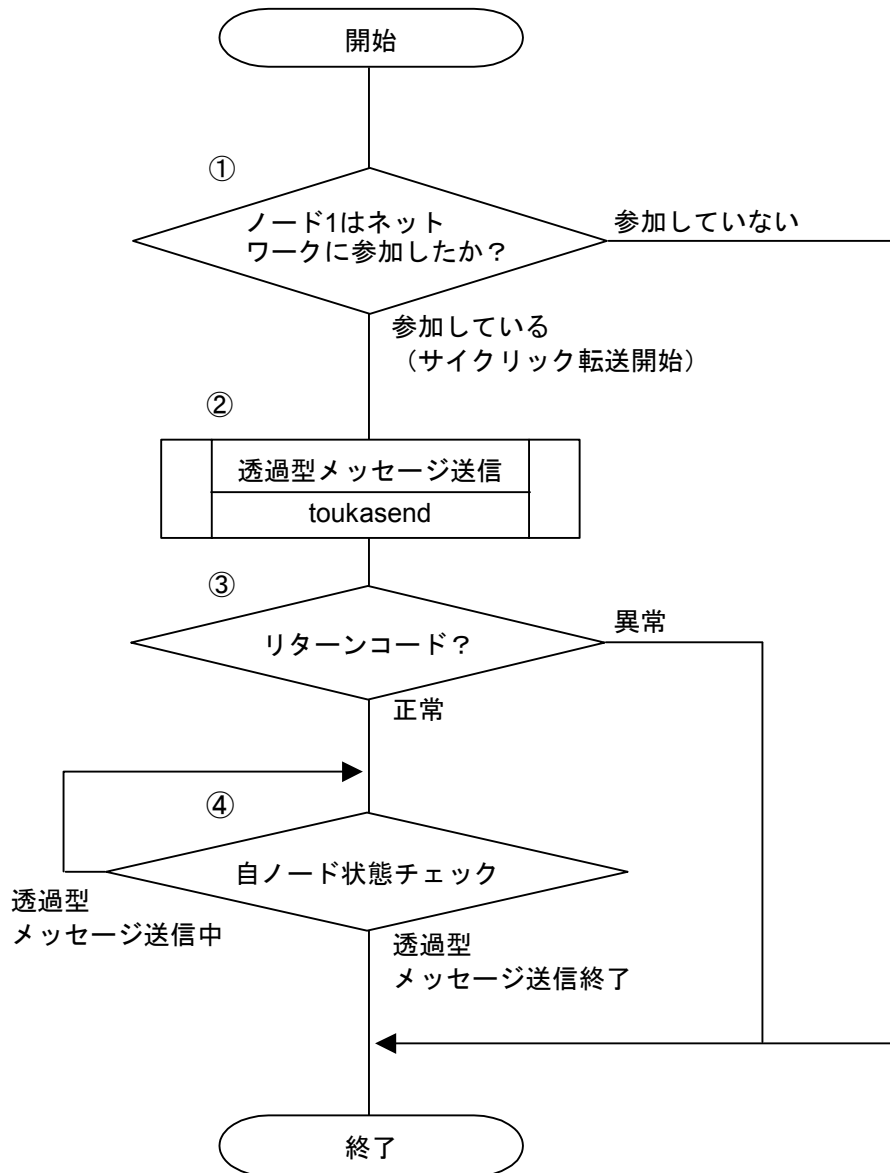 開始
①
ノード1はネット
ワークに参加したか？
参加していない
参加している
（サイクリック転送開始）
②
透過型メッセージ送信
toukasend
③
リターンコード？
異常
正常
④
自ノード状態チェック
透過型
メッセージ送信中
透過型
メッセージ送信終了
終了